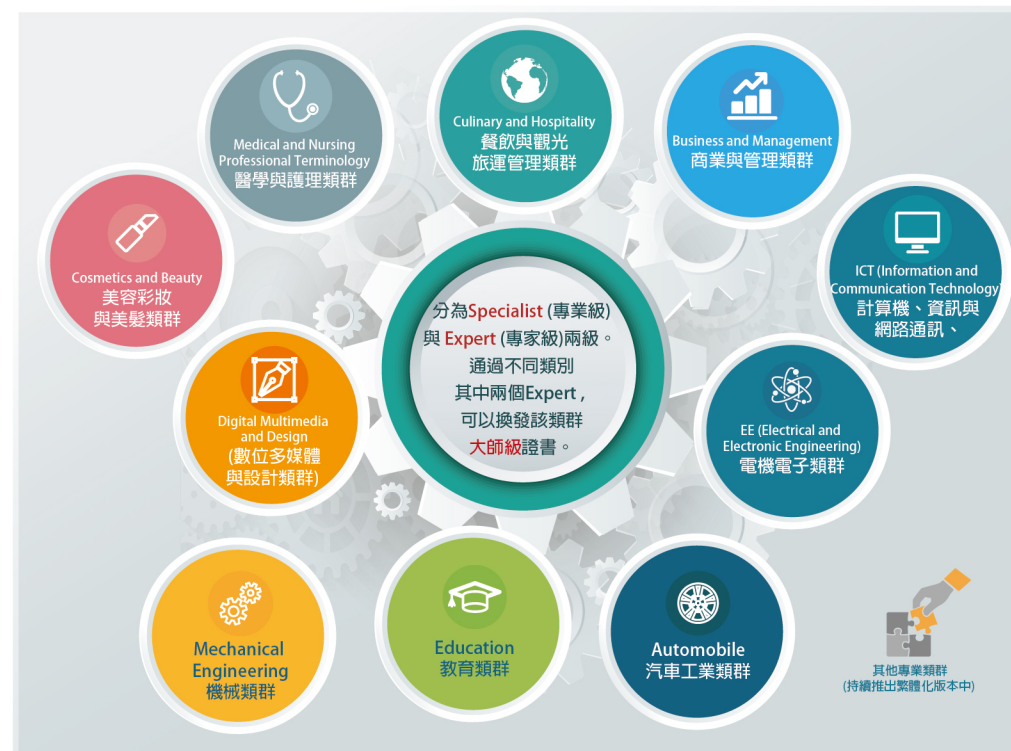 Medical and Nursing
Professional Terminology
醫學與護理類群
Culinary and Hospitality
餐飲與觀光
旅運管理類群
Business and Management
商業與管理類群
Cosmetics and Beauty
美容彩妝
與美髮類群
ICT (Information and
Communication Technology)
計算機、資訊與
網路通訊、
分為Specialist (專業級)
與 Expert (專家級)兩級。
通過不同類別
其中兩個Expert ,
可以換發該類群
大師級證書。
Digital Multimedia
and Design
(數位多媒體
與設計類群)
EE (Electrical and
Electronic Engineering)
電機電子類群
Mechanical
Engineering
機械類群
Education
教育類群
Automobile
汽車工業類群
其他專業類群
(持續推出繁體化版本中)